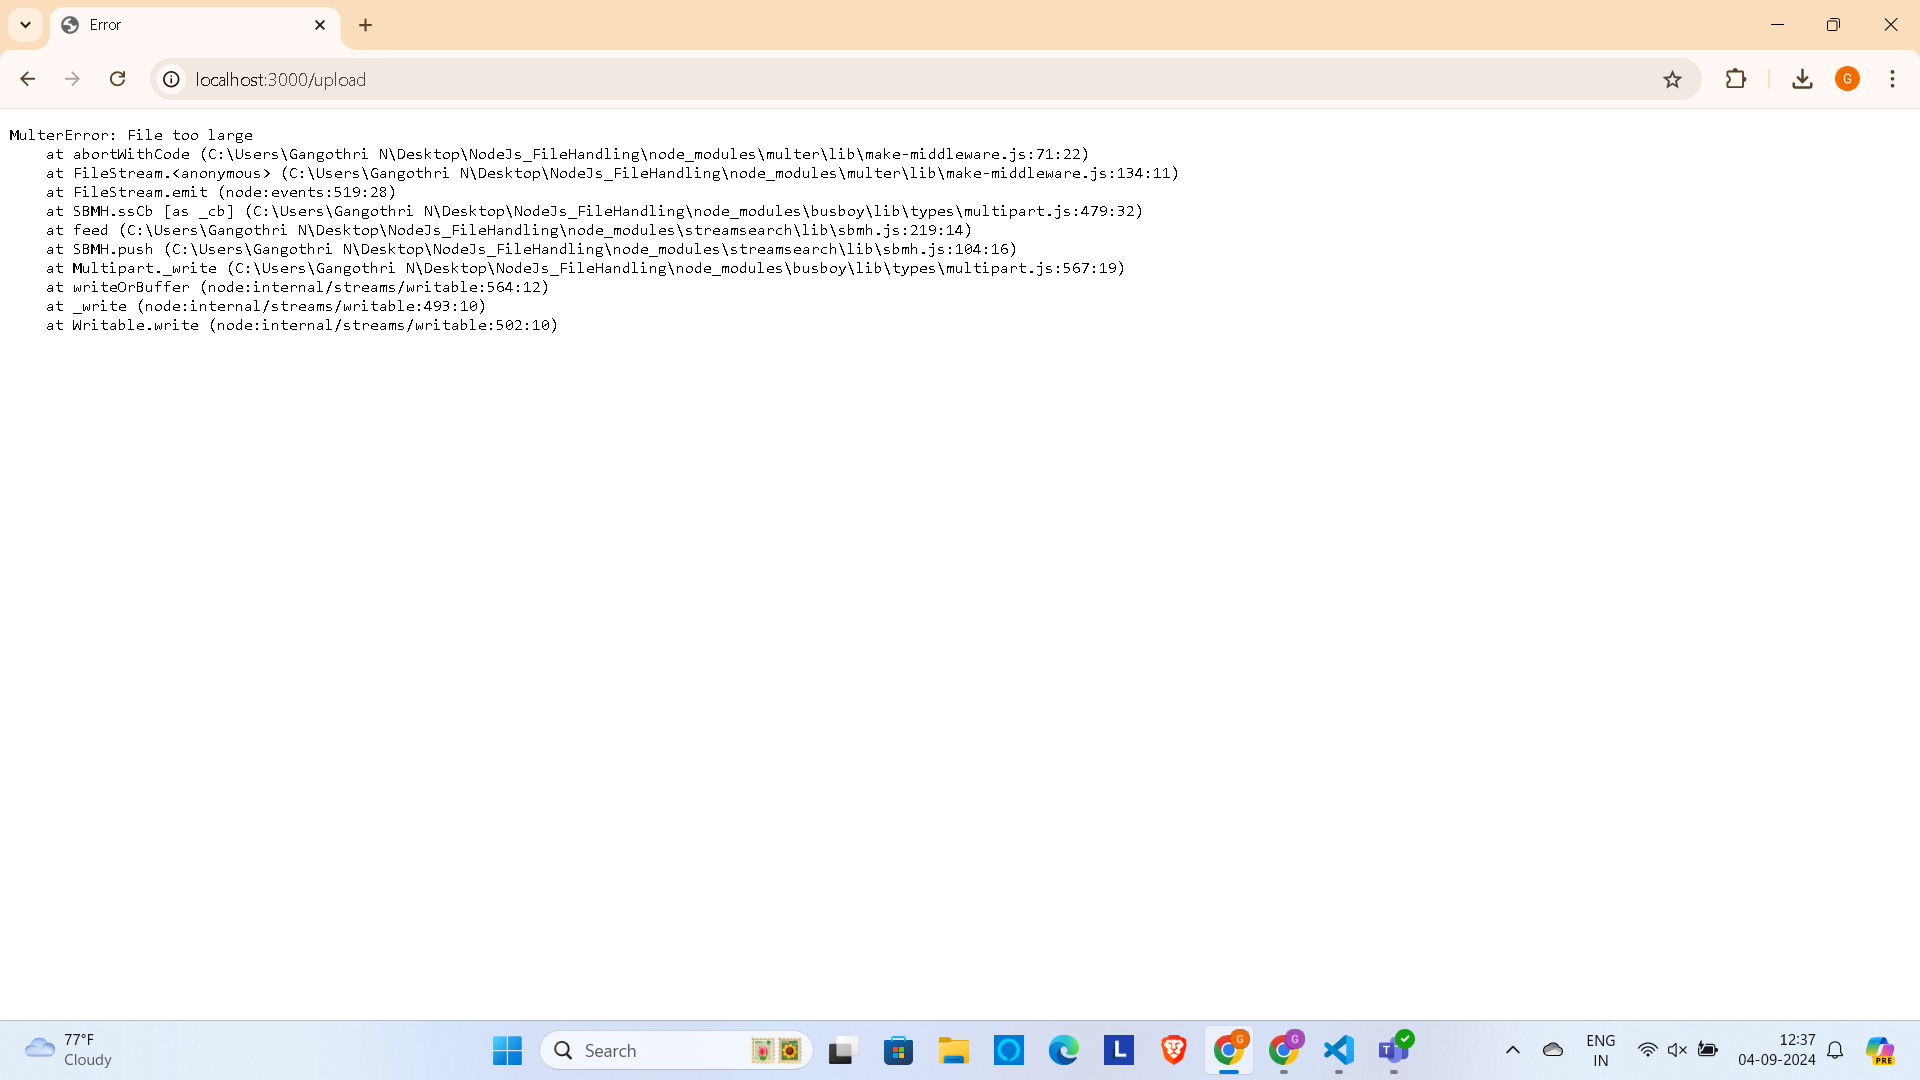 Error
localhost:3000/upload
G
MulterError: File too large
at abortWithCode (C:\Users\Gangothri N\Desktop\NodeJs_FileHandling\node_modules\multer\lib\make-middleware.js:71:22)
at FileStream.<anonymous> (C:\Users\Gangothri N\Desktop\NodeJs_FileHandling\node_modules\multer\lib\make-middleware.js:134:11)
at FileStream.emit (node:events:519:28)
at SBMH.ssCb [as _cb] (C:\Users\Gangothri N\Desktop\NodeJs_FileHandling\node_modules\busboy\lib\types\multipart.js:479:32)
at feed (C:\Users\Gangothri N\Desktop\NodeJs_FileHandling\node_modules\streamsearch\lib\sbmh.js:219:14)
at SBMH.push (C:\Users\Gangothri N\Desktop\NodeJs_FileHandling\node_modules\streamsearch\lib\sbmh.js:104:16)
at Multipart._write (C:\Users\Gangothri N\Desktop\NodeJs_FileHandling\node_modules\busboy\lib\types\multipart.js:567:19)
at writeOrBuffer (node:internal/streams/writable:564:12)
at _write (node:internal/streams/writable:493:10)
at Writable.write (node:internal/streams/writable:502:10)
77°F
Cloudy
Search
L
G
G
T
ENG
IN
12:37
04-09-2024
PRE